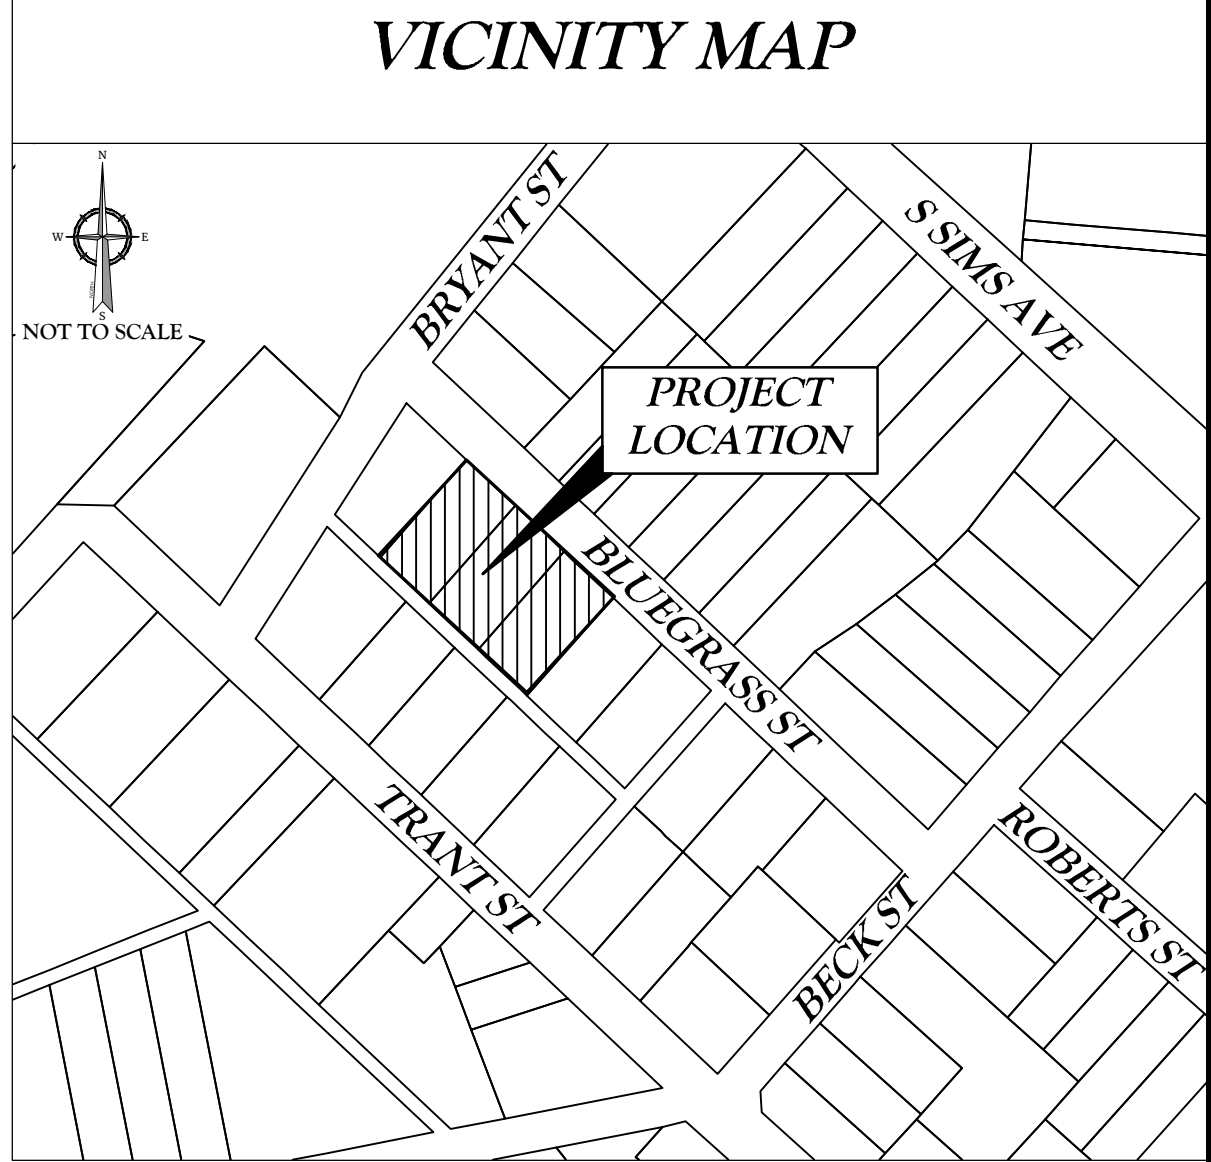 VICINITY MAP
N
W
E
S
NORTH
NOT TO SCALE
BRYANT ST
S SIMS AVE
PROJECT
LOCATION
BLUEGRASS ST
TRANT ST
BECK ST
ROBERTS ST